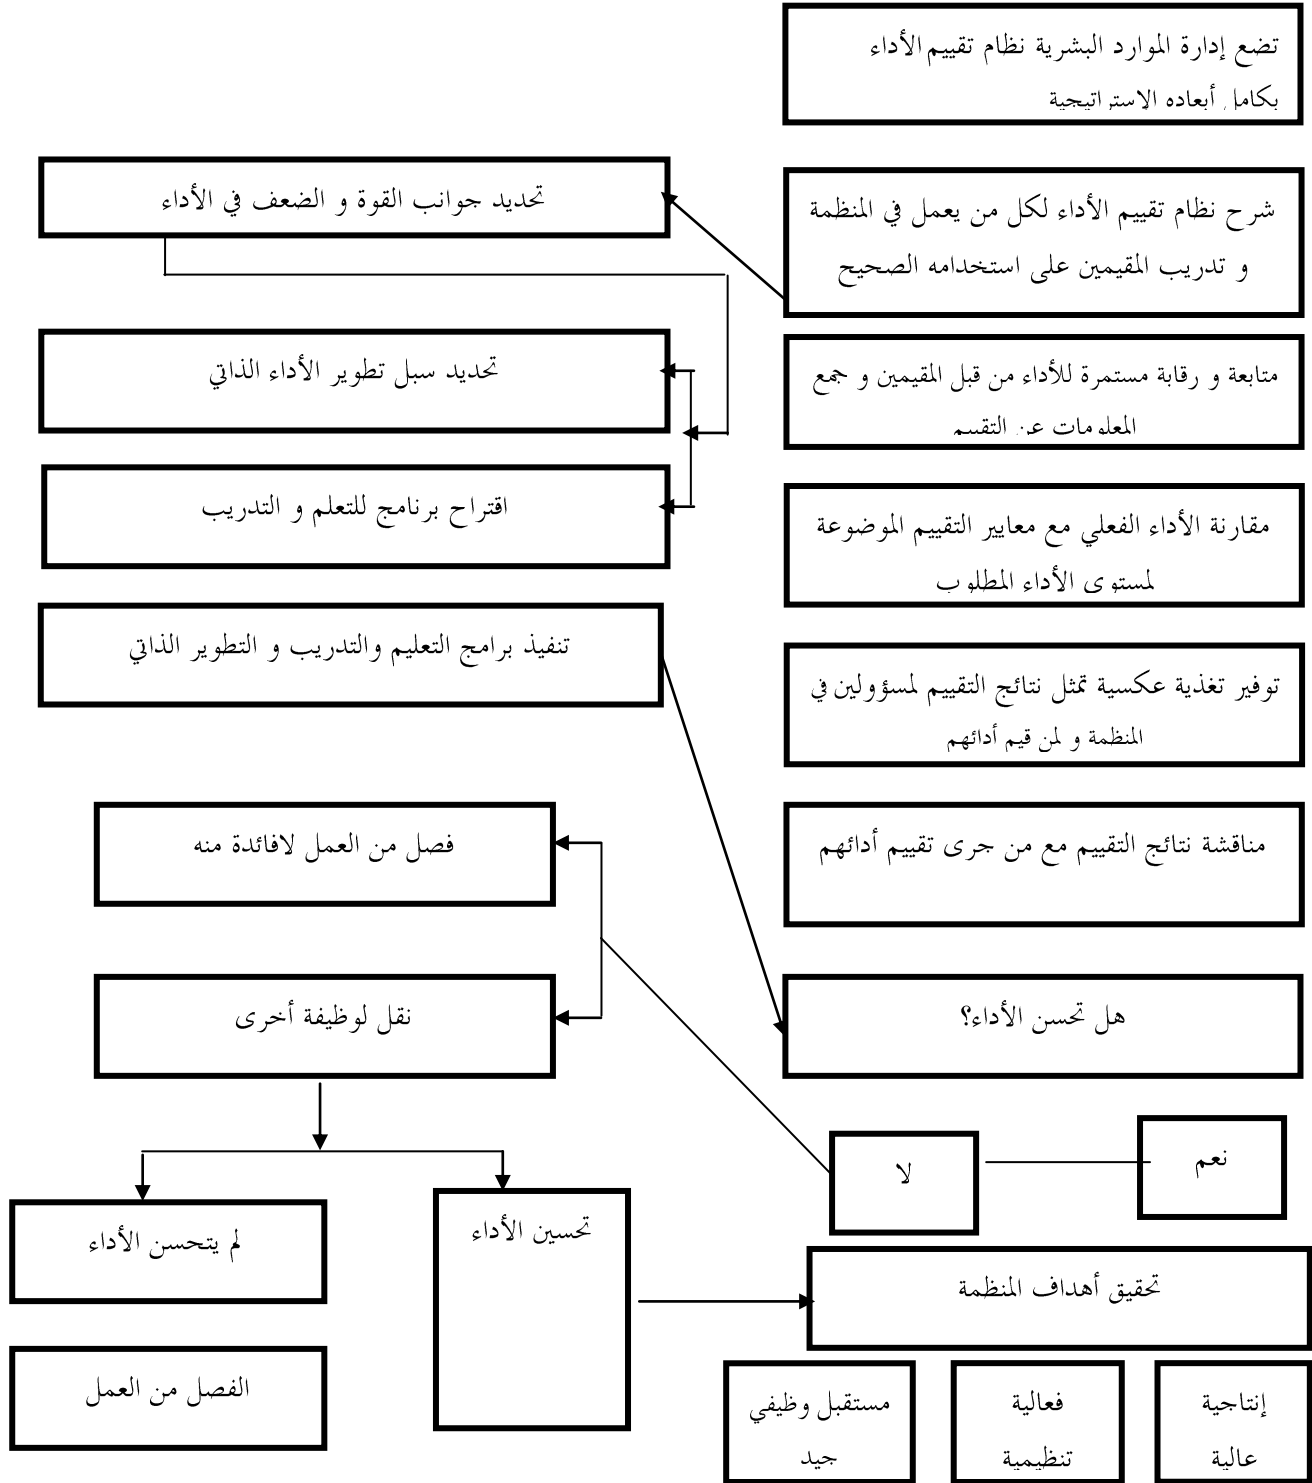 تضع إدارة الموارد البشرية نظام تقييم الأداء
بكامل أبعاده الاستراتيجية
شرح نظام تقييم الأداء لكل من يعمل في المنظمة
و تدريب المقيمين على استخدامه الصحيح
متابعة و رقابة مستمرة للأداء من قبل المقيمين و جمع
المعلومات عن التقييم
مقارنة الأداء الفعلي مع معايير التقييم الموضوعة
لمستوى الأداء المطلوب
توفير تغذية عكسية تمثل نتائج التقييم لمسؤولين في
المنظمة و لمن قيم أدائهم
مناقشة نتائج التقييم مع من جرى تقييم أدائهم
تحديد جوانب القوة و الضعف في الأداء
تحديد سبل تطوير الأداء الذاتي
اقتراح برنامج للتعلم و التدريب
تنفيذ برامج التعليم والتدريب و التطوير الذاتي
هل تحسن الأداء؟
نعم
لا
فصل من العمل لافائدة منه
نقل لوظيفة أخرى
تحسين الأداء
لم يتحسن الأداء
الفصل من العمل
تحقيق أهداف المنظمة
إنتاجية
عالية
فعالية
تنظيمية
مستقبل وظيفي
جيد